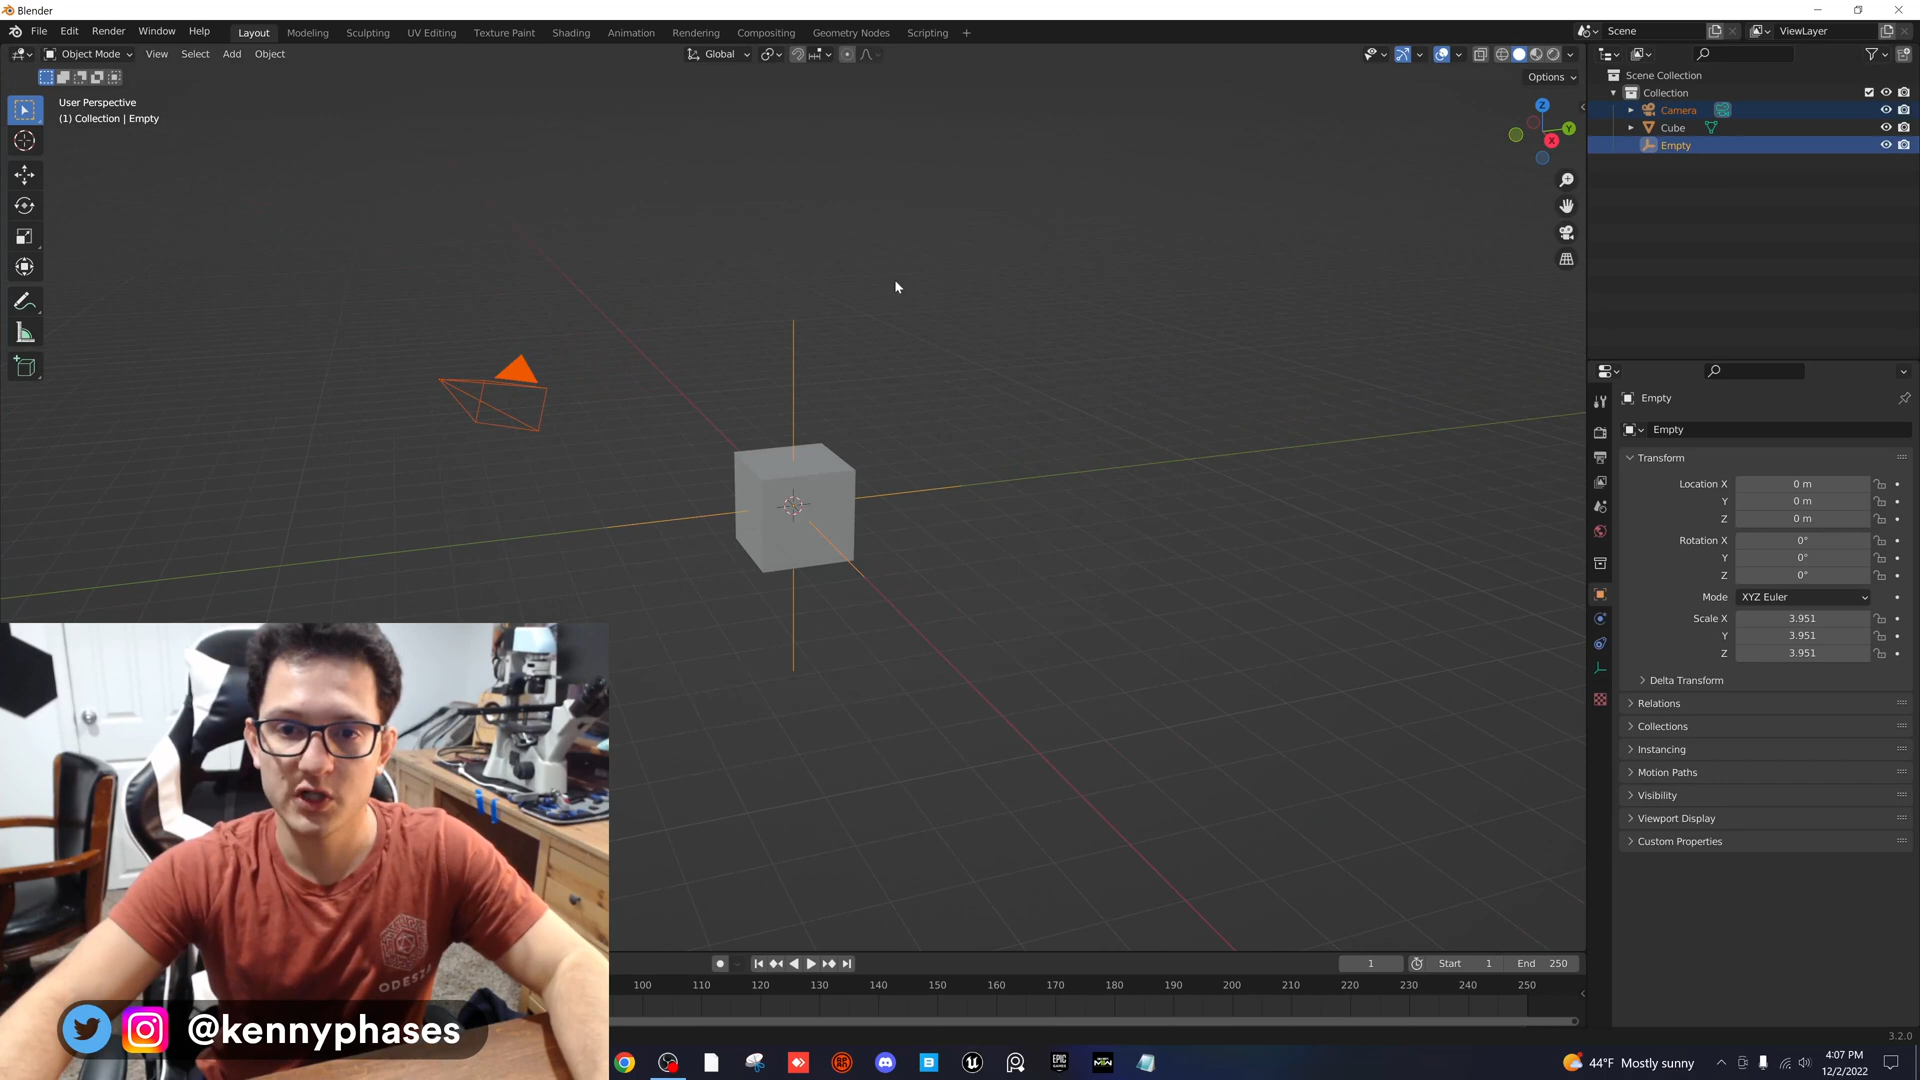 Blender
File Edit Render Window Help Layout Modeling Sculpting UV Editing Texture Paint Shading Animation Rendering Compositing Geometry Nodes Scripting + Scene ViewLayer
Object Mode View Select Add Object Global
Options
User Perspective
(1) Collection | Empty
Z
Y
X
Scene Collection
Collection
Camera
Cube
Empty
Empty
Empty
Transform
Location X 0 m
Y 0 m
Z 0 m
Rotation X 0°
Y 0°
Z 0°
Mode XYZ Euler
Scale X 3.951
Y 3.951
Z 3.951
Delta Transform
Relations
Collections
Instancing
Motion Paths
Visibility
Viewport Display
Custom Properties
1 Start 1 End 250
100 110 120 130 140 150 160 170 180 190 200 210 220 230 240 250
ODESZA
@kennyphases
3.2.0
44°F Mostly sunny
4:07 PM
12/2/2022